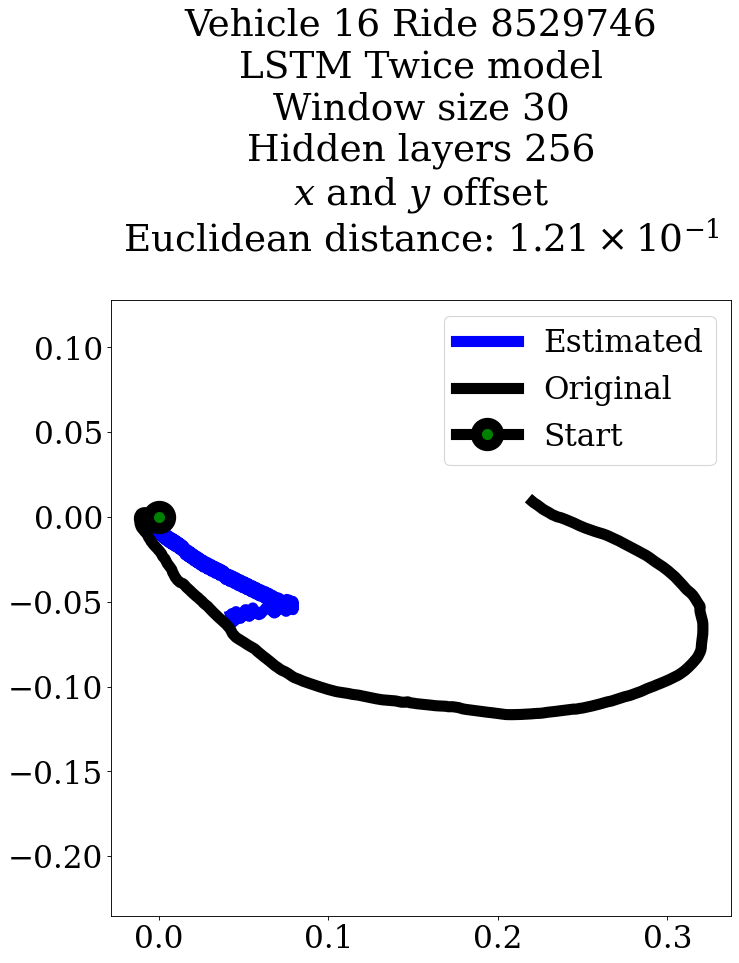 Vehicle 16 Ride 8529746
LSTM Twice model
Window size 30
Hidden layers 256
x and y offset
Euclidean distance: 1.21 × 10⁻¹
Estimated
Original
Start
0.10
0.05
0.00
−0.05
−0.10
−0.15
−0.20
0.0 0.1 0.2 0.3